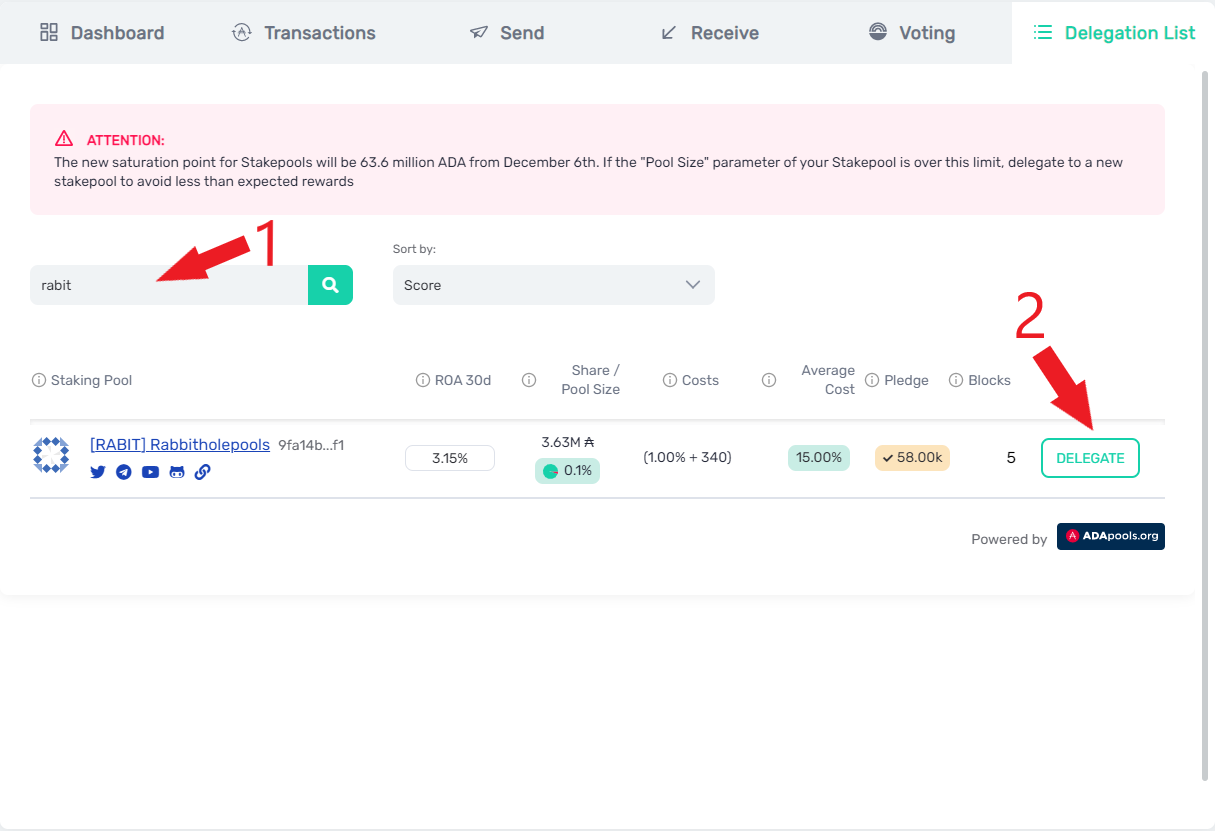 Dashboard Transactions Send Receive Voting Delegation List
ATTENTION:
The new saturation point for Stakepools will be 63.6 million ADA from December 6th. If the "Pool Size" parameter of your Stakepool is over this limit, delegate to a new
stakepool to avoid less than expected rewards
1
Sort by:
rabit
Score
2
Staking Pool ROA 30d Share / Pool Size Costs Average Cost Pledge Blocks
[RABIT] Rabbitholepools 9fa14b...f1
3.15%
3.63M ₳
0.1%
(1.00% + 340)
15.00%
58.00k
5
DELEGATE
Powered by ADApools.org